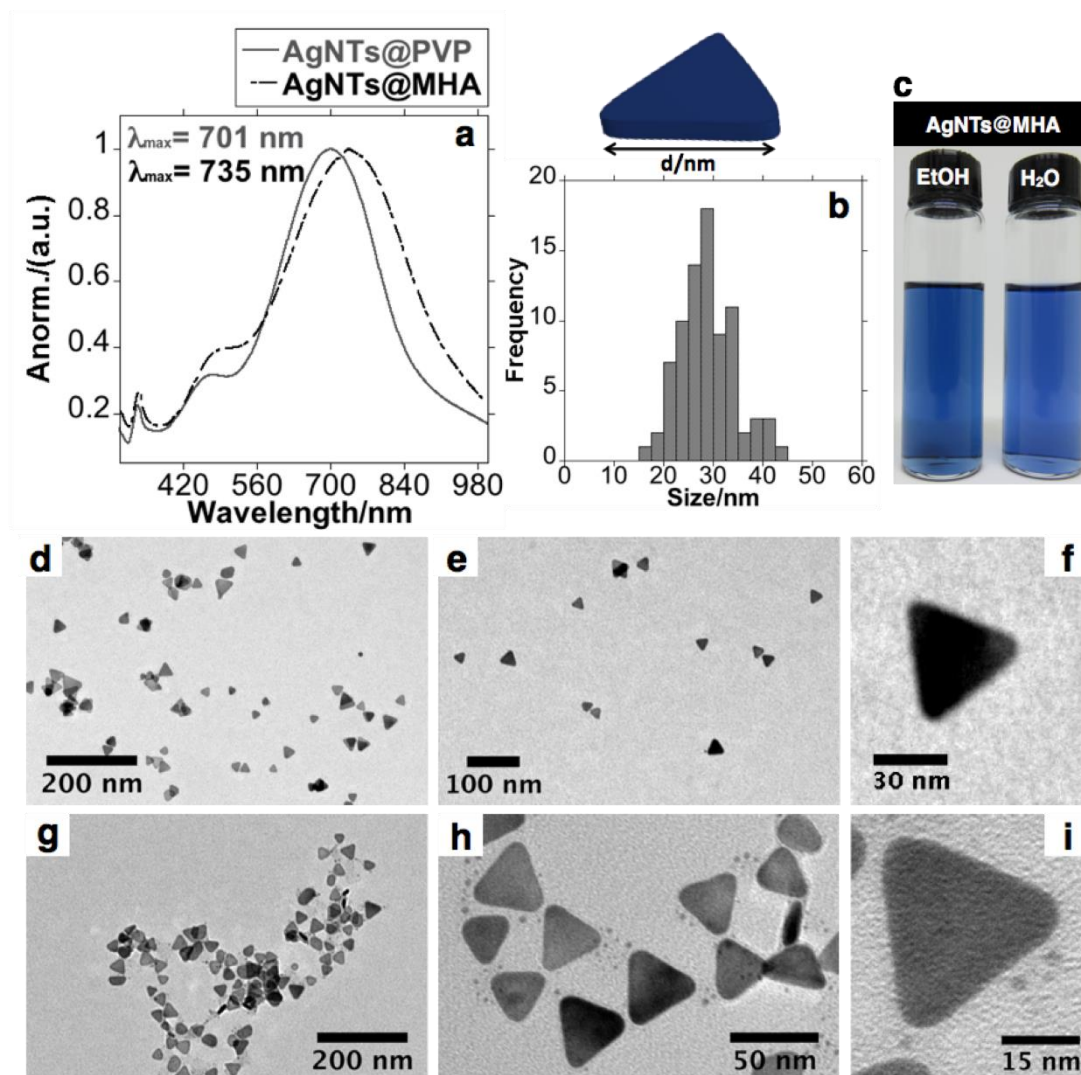 AgNTs@PVP
AgNTs@MHA
λmax= 701 nm
λmax= 735 nm
a
1
0.8
0.6
0.4
0.2
Anorm./(a.u.)
420 560 700 840 980
Wavelength/nm
d/nm
b
20
15
10
5
0
Frequency
0 10 20 30 40 50 60
Size/nm
c
AgNTs@MHA
EtOH H₂O
d
200 nm
e
100 nm
f
30 nm
g
200 nm
h
50 nm
i
15 nm